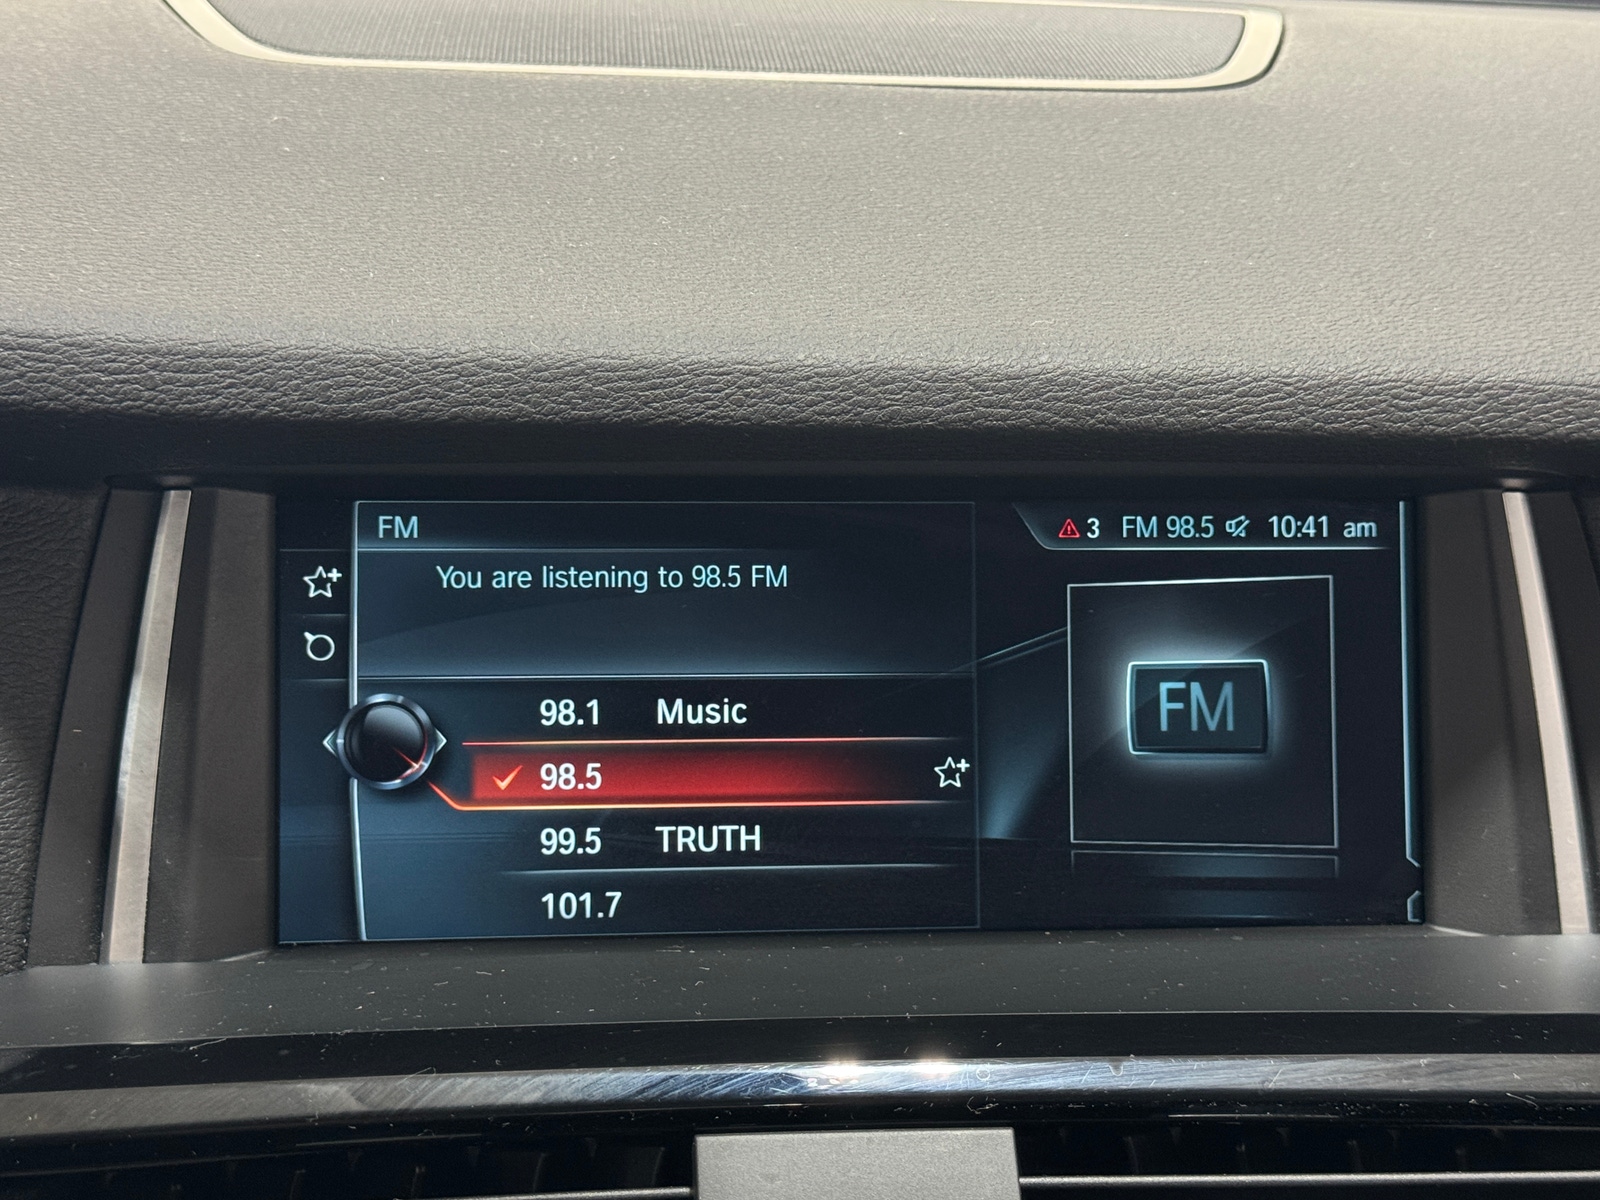 FM
3 FM 98.5 10:41 am
You are listening to 98.5 FM
98.1 Music
98.5
99.5 TRUTH
101.7
FM